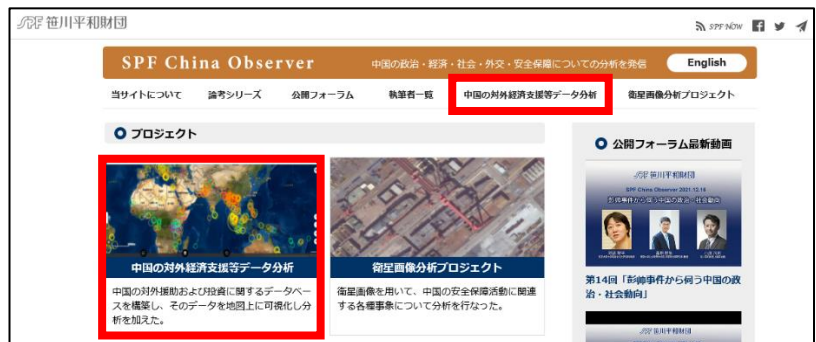 SPF 笹川平和財団
SPF NOW
SPF China Observer
中国の政治・経済・社会・外交・安全保障についての分析を発信
English
当サイトについて
論考シリーズ
公開フォーラム
執筆者一覧
中国の対外経済支援等データ分析
衛星画像分析プロジェクト
プロジェクト
中国の対外経済支援等データ分析
中国の対外援助および投資に関するデータベー
スを構築し、そのデータを地図上に可視化し分
析を加えた。
衛星画像分析プロジェクト
衛星画像を用いて、中国の安全保障活動に関連
する各種事象について分析を行なった。
公開フォーラム最新動画
SPF 笹川平和財団
SPF China Observer 2021.12.14
彭帥事件から伺う中国の政治・社会動向
第14回「彭帥事件から伺う中国の政
治・社会動向」
SPF 笹川平和財団